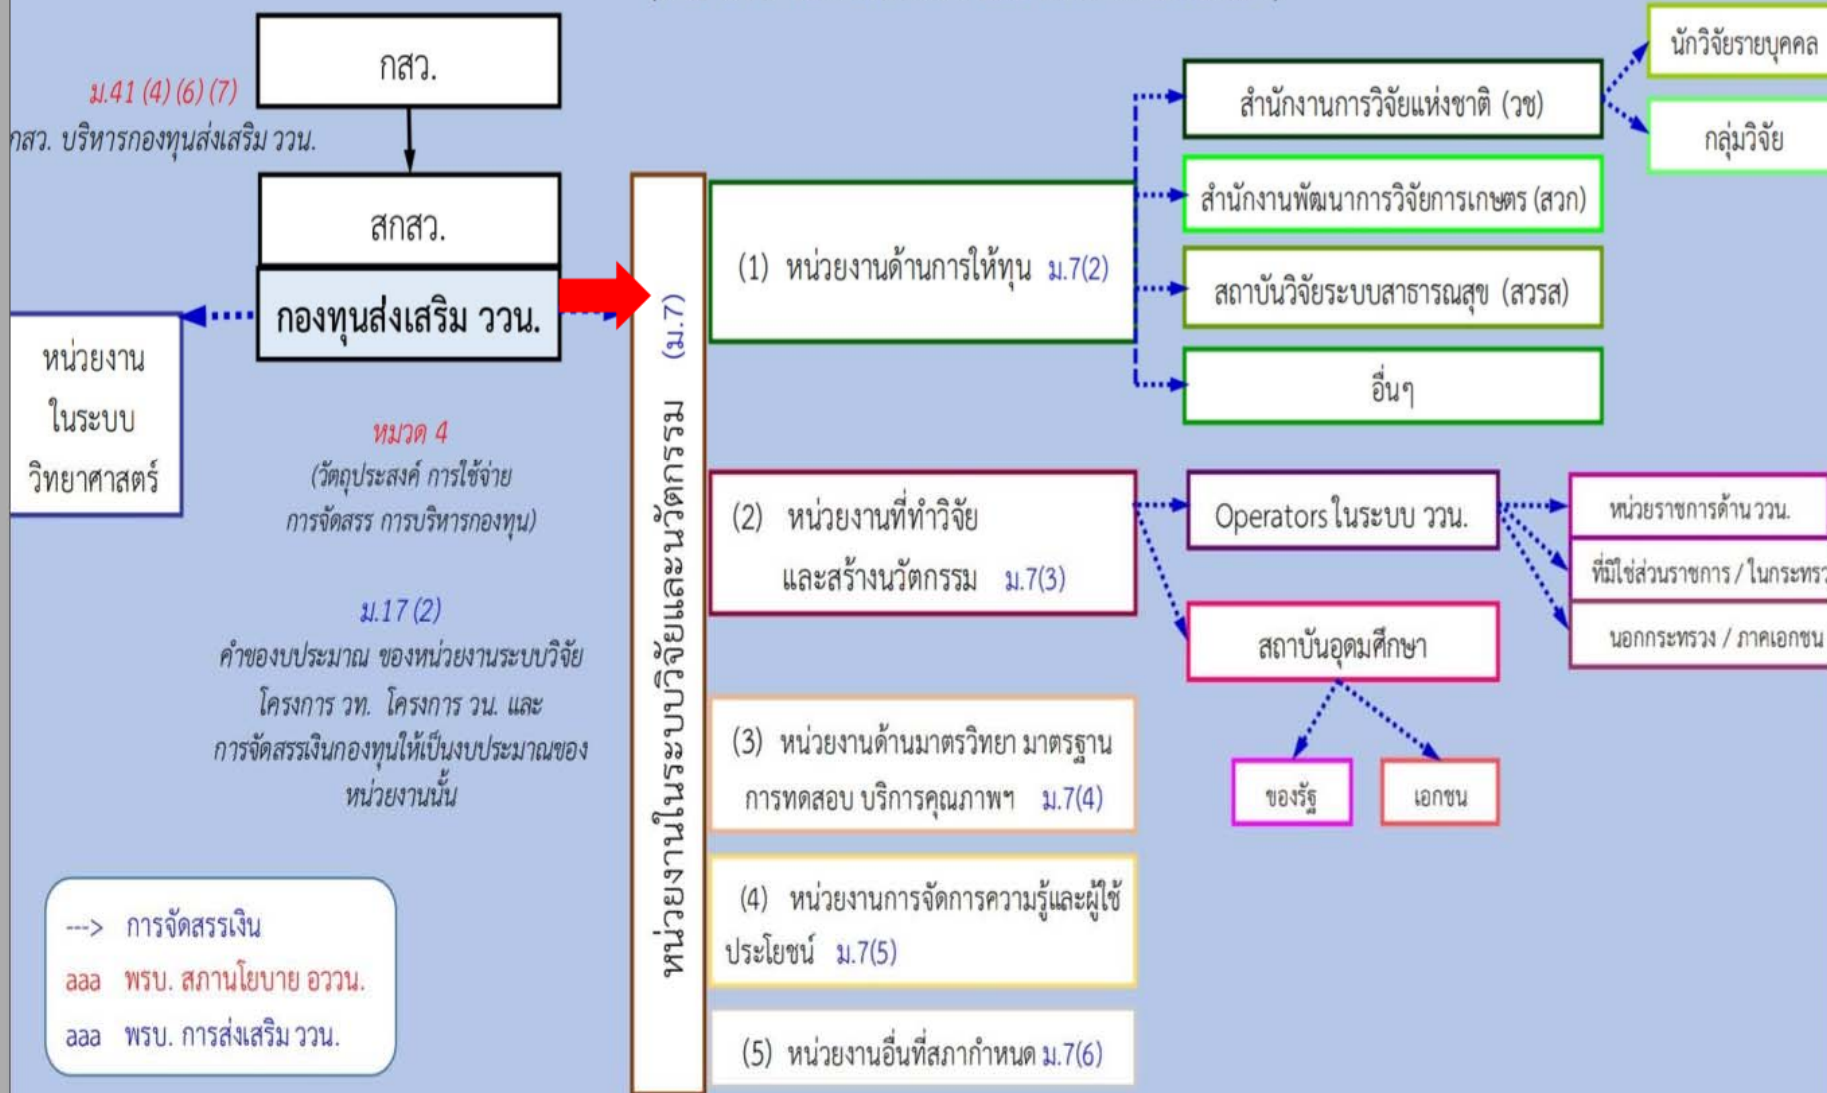 กสว.
ม.41 (4) (6) (7)
กสว. บริหารกองทุนส่งเสริม ววน.
สกสว.
กองทุนส่งเสริม ววน.
หน่วยงาน
ในระบบ
วิทยาศาสตร์
หมวด 4
(วัตถุประสงค์ การใช้จ่าย
การจัดสรร การบริหารกองทุน)
ม.17 (2)
คำของบประมาณ ของหน่วยงานระบบวิจัย
โครงการ วท. โครงการ วน. และ
การจัดสรรเงินกองทุนให้เป็นงบประมาณของ
หน่วยงานนั้น
---> การจัดสรรเงิน
aaa พรบ. สภานโยบาย อววน.
aaa พรบ. การส่งเสริม ววน.
หน่วยงานในระบบวิจัยและนวัตกรรม (ม.7)
(1) หน่วยงานด้านการให้ทุน ม.7(2)
(2) หน่วยงานที่ทำวิจัย
และสร้างนวัตกรรม ม.7(3)
(3) หน่วยงานด้านมาตรวิทยา มาตรฐาน
การทดสอบ บริการคุณภาพฯ ม.7(4)
(4) หน่วยงานการจัดการความรู้และผู้ใช้
ประโยชน์ ม.7(5)
(5) หน่วยงานอื่นที่สภากำหนด ม.7(6)
สำนักงานการวิจัยแห่งชาติ (วช)
สำนักงานพัฒนาการวิจัยการเกษตร (สวก)
สถาบันวิจัยระบบสาธารณสุข (สวรส)
อื่นๆ
นักวิจัยรายบุคคล
กลุ่มวิจัย
Operators ในระบบ ววน.
สถาบันอุดมศึกษา
ของรัฐ
เอกชน
หน่วยราชการด้าน ววน.
ที่มิใช่ส่วนราชการ / ในกระทรว
นอกกระทรวง / ภาคเอกชน